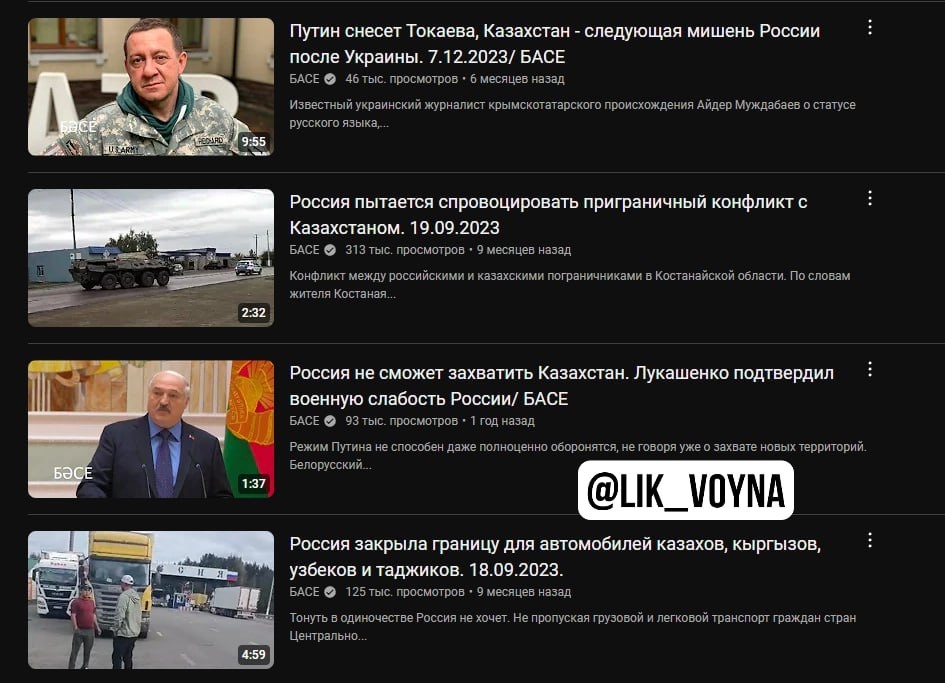 Путин снесет Токаева, Казахстан - следующая мишень России
после Украины. 7.12.2023/ БАСЕ
БАСЕ 46 тыс. просмотров • 6 месяцев назад
Известный украинский журналист крымскотатарского происхождения Айдер Муждабаев о статусе
русского языка,...
БӘСЕ
U.S. ARMY
9:55
Россия пытается спровоцировать приграничный конфликт с
Казахстаном. 19.09.2023
БАСЕ 313 тыс. просмотров • 9 месяцев назад
Конфликт между российскими и казахскими пограничниками в Костанайской области. По словам
жителя Костаная...
2:32
Россия не сможет захватить Казахстан. Лукашенко подтвердил
военную слабость России/ БАСЕ
БАСЕ 93 тыс. просмотров • 1 год назад
Режим Путина не способен даже полноценно оборонятся, не говоря уже о захвате новых территорий.
Белорусский...
БӘСЕ
1:37
@LIK_VOYNA
Россия закрыла границу для автомобилей казахов, кыргызов,
узбеков и таджиков. 18.09.2023.
БАСЕ 125 тыс. просмотров • 9 месяцев назад
Тонуть в одиночестве Россия не хочет. Не пропуская грузовой и легковой транспорт граждан стран
Центрально...
4:59